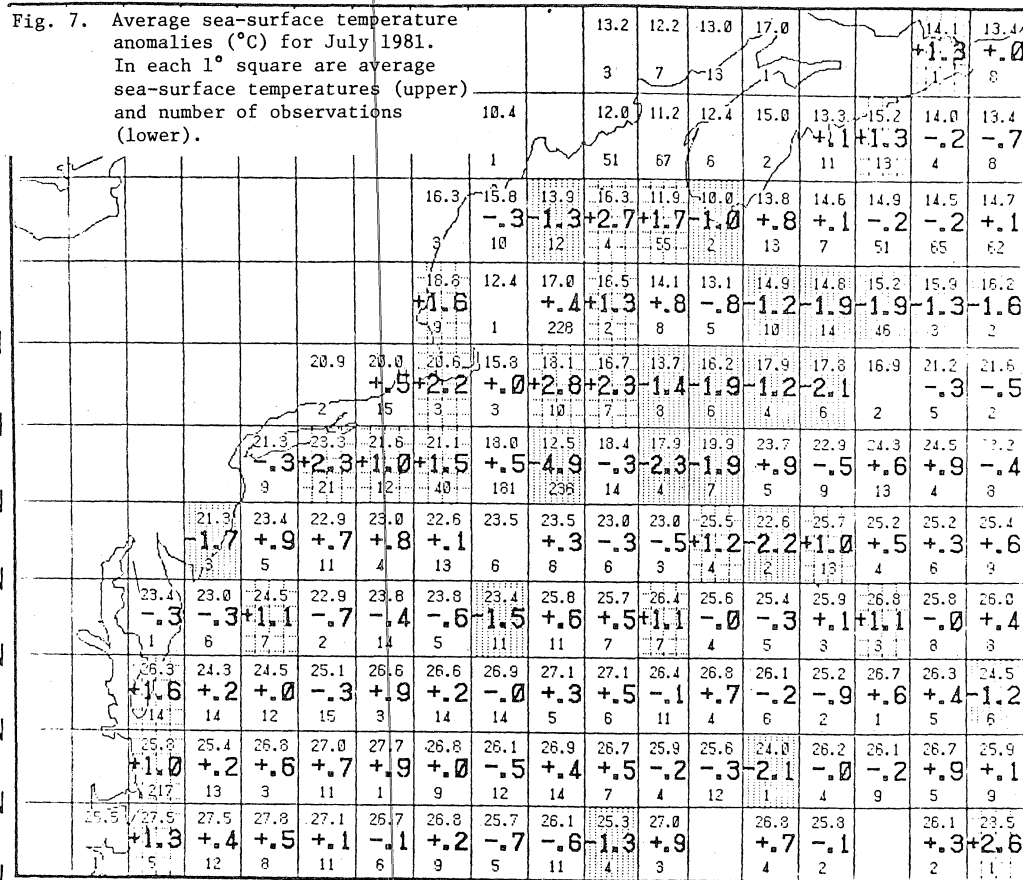 Fig. 7. Average sea-surface temperature
anomalies (°C) for July 1981.
In each 1° square are average
sea-surface temperatures (upper)
and number of observations
(lower).
13.2 12.2 13.0 17.0 14.1 13.4
+1.3 +.0
3 7 13 1 1 8
10.4 12.0 11.2 12.4 15.0 13.3 15.2 14.0 13.4
+.1 +1.3 -.2 -.7
1 51 67 6 2 11 13 4 8
16.3 15.8 13.9 16.3 11.9 10.0 13.8 14.6 14.9 14.5 14.7
-.3 -1.3 +2.7 +1.7 -1.0 +.8 +.1 -.2 -.2 +.1
3 10 12 4 55 2 13 7 51 65 62
18.8 12.4 17.0 16.5 14.1 13.1 14.9 14.8 15.2 15.9 16.2
+1.6 +.4 +1.3 +.8 -.8 -1.2 -1.9 -1.9 -1.3 -1.6
9 1 228 2 8 5 10 14 46 3 2
20.9 20.0 20.6 15.8 18.1 16.7 13.7 16.2 17.9 17.8 16.9 21.2 21.6
+.5 +2.2 +.0 +2.8 +2.3 -1.4 -1.9 -1.2 -2.1 -.3 -.5
2 15 3 3 10 7 8 6 4 6 2 5 2
21.3 23.3 21.6 21.1 18.0 12.5 18.4 17.9 19.9 23.7 22.9 24.3 24.5
-.3 +2.3 +1.0 +1.5 +.5 -4.9 -.3 -2.3 -1.9 +.9 -.5 +.6 +.9 -.4
9 21 12 40 181 236 14 4 7 5 9 13 4 8
21.3 23.4 22.9 23.0 22.6 23.5 23.5 23.0 23.0 25.5 22.6 25.7 25.2 25.2 25.4
-1.7 +.9 +.7 +.8 +.1 +.3 -.3 -.5 +1.2 -2.2 +1.0 +.5 +.3 +.6
3 5 11 4 13 6 8 6 3 4 2 13 4 6 9
23.4 23.0 24.5 22.9 23.8 23.8 23.4 25.8 25.7 26.4 25.6 25.4 25.9 26.8 25.8 26.0
-.3 -.3 +1.1 -.7 -.4 -.6 -1.5 +.6 +.5 +1.1 -.0 -.3 +.1 +1.1 -.0 +.4
1 6 7 2 14 5 11 11 7 7 4 5 3 3 8 8
26.3 24.3 24.5 25.1 26.6 26.6 26.9 27.1 27.1 26.4 26.8 26.1 25.2 26.7 26.3 24.5
+1.6 +.2 +.0 -.3 +.9 +.2 -.0 +.3 +.5 -.1 +.7 -.2 -.9 +.6 +.4 -1.2
14 14 12 15 3 14 14 5 6 11 4 6 2 1 5 6
25.8 25.4 26.8 27.0 27.7 26.8 26.1 26.9 26.7 25.9 25.6 24.0 26.2 26.1 26.7 25.9
+1.0 +.2 +.6 +.7 +.9 +.0 -.5 +.4 +.5 -.2 -.3 -2.1 -.0 -.2 +.9 +.1
217 13 3 11 1 9 12 14 7 4 12 1 4 9 5 9
25.5 27.5 27.5 27.8 27.1 26.7 26.8 25.7 26.1 25.3 27.0 26.8 25.8 26.1 23.5
+1.3 +.4 +.5 +.1 -.1 +.2 -.7 -.6 -1.3 +.9 +.7 -.1 +.3 +2.6
1 5 12 8 11 6 9 5 11 4 3 4 2 2 1